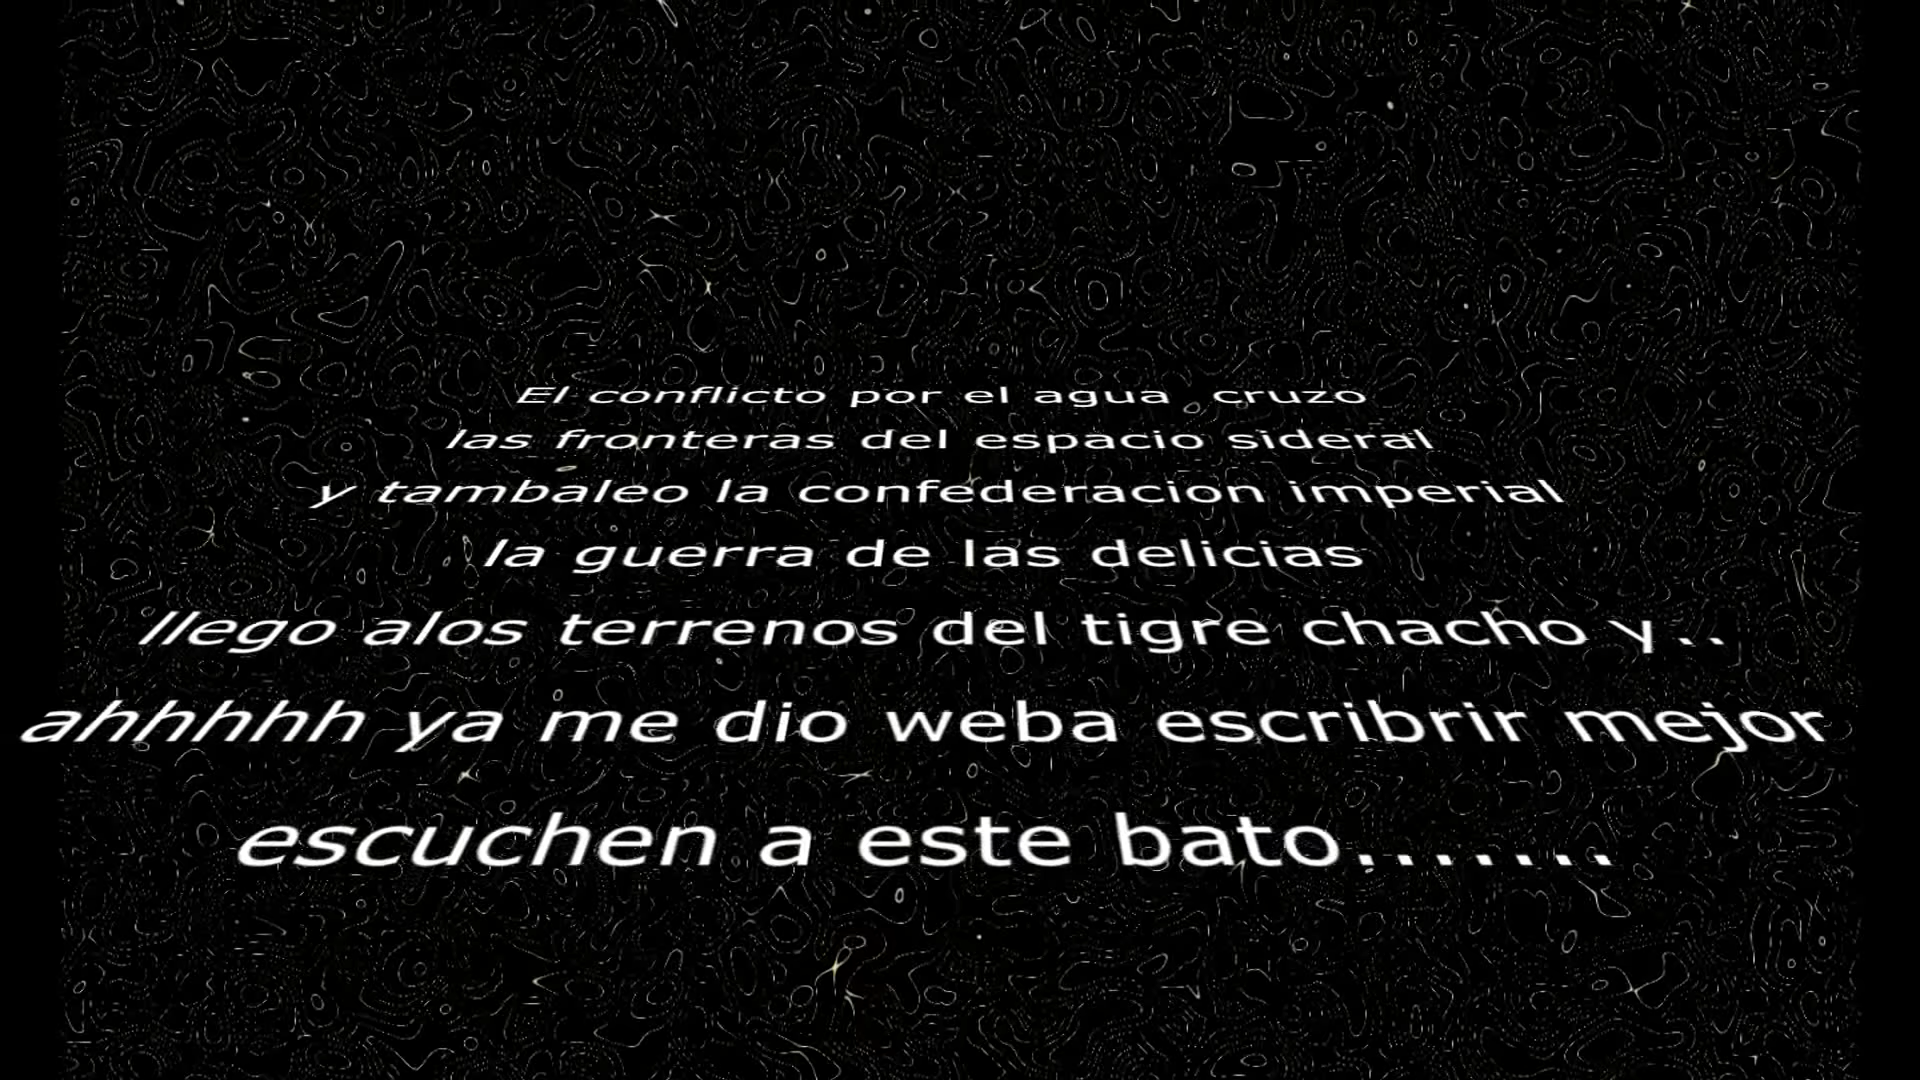 El conflicto por el agua cruzo
las fronteras del espacio sideral
y tambaleo la confederacion imperial
la guerra de las delicias
llego alos terrenos del tigre chacho y..
ahhhhh ya me dio weba escribrir mejor
escuchen a este bato.......